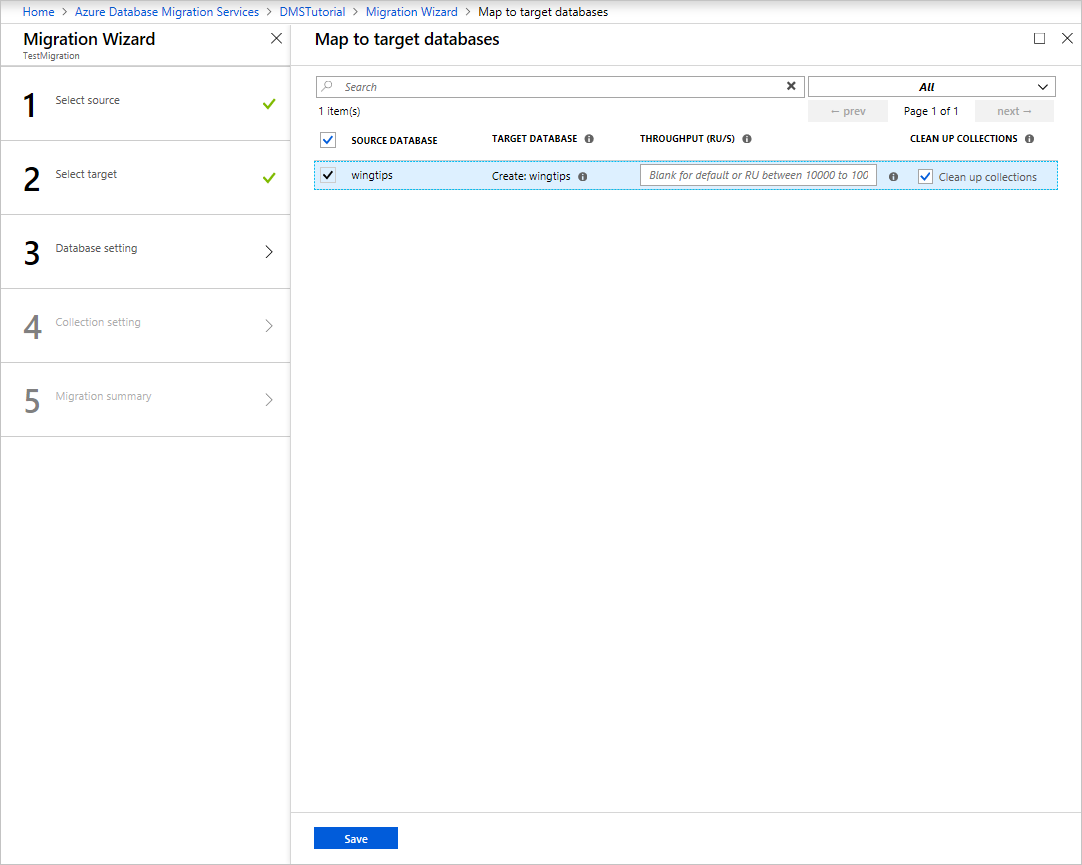 Home > Azure Database Migration Services > DMSTutorial > Migration Wizard > Map to target databases
Migration Wizard
TestMigration
1 Select source
2 Select target
3 Database setting
4 Collection setting
5 Migration summary
Map to target databases
Search All
1 item(s) ← prev Page 1 of 1 next →
SOURCE DATABASE TARGET DATABASE THROUGHPUT (RU/S) CLEAN UP COLLECTIONS
wingtips Create: wingtips Blank for default or RU between 10000 to 100 Clean up collections
Save